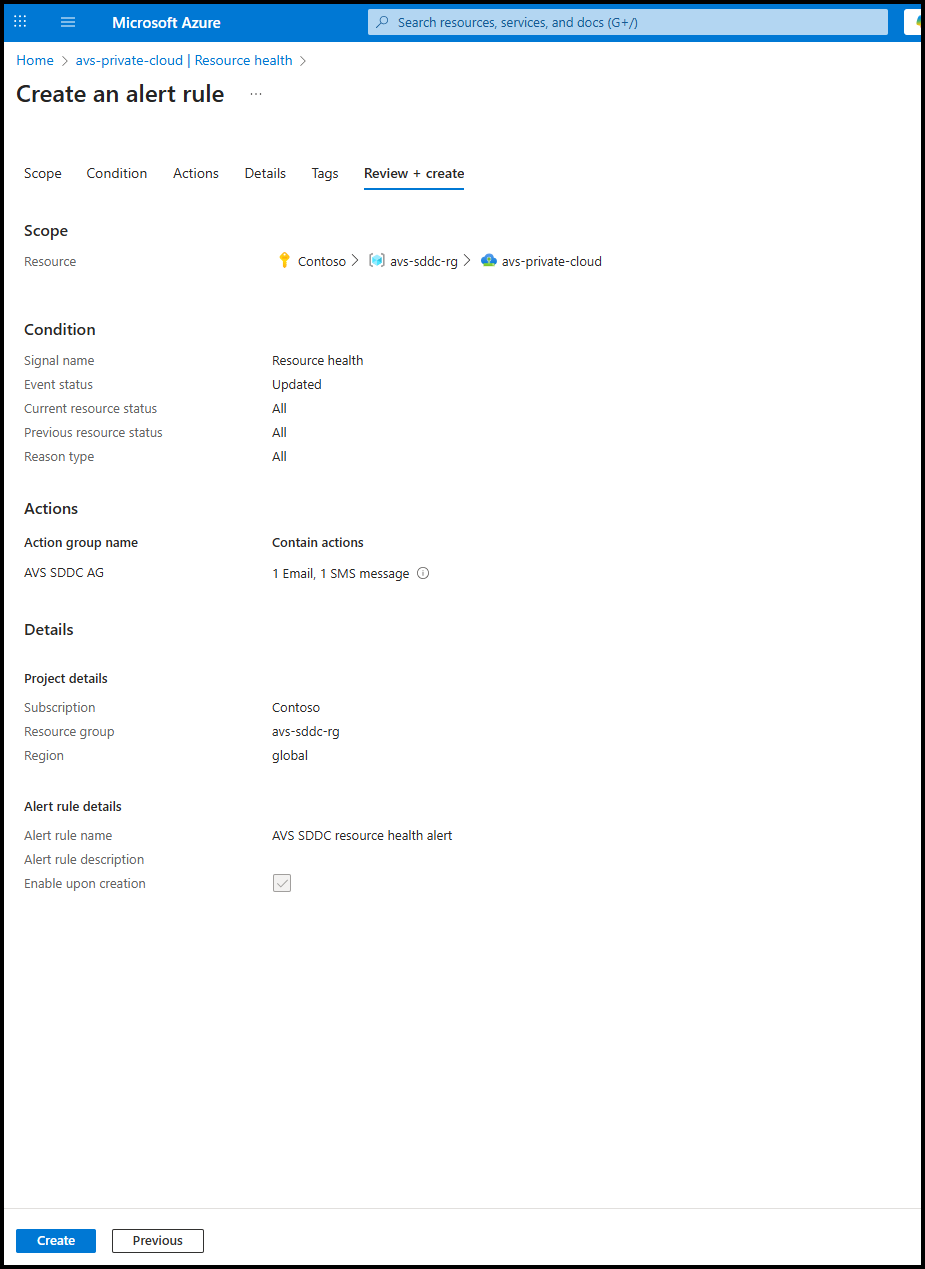 Microsoft Azure
Search resources, services, and docs (G+/)
Home > avs-private-cloud | Resource health >
Create an alert rule ...
Scope Condition Actions Details Tags Review + create
Scope
Resource Contoso > avs-sddc-rg > avs-private-cloud
Condition
Signal name Resource health
Event status Updated
Current resource status All
Previous resource status All
Reason type All
Actions
Action group name Contain actions
AVS SDDC AG 1 Email, 1 SMS message
Details
Project details
Subscription Contoso
Resource group avs-sddc-rg
Region global
Alert rule details
Alert rule name AVS SDDC resource health alert
Alert rule description
Enable upon creation
Create Previous